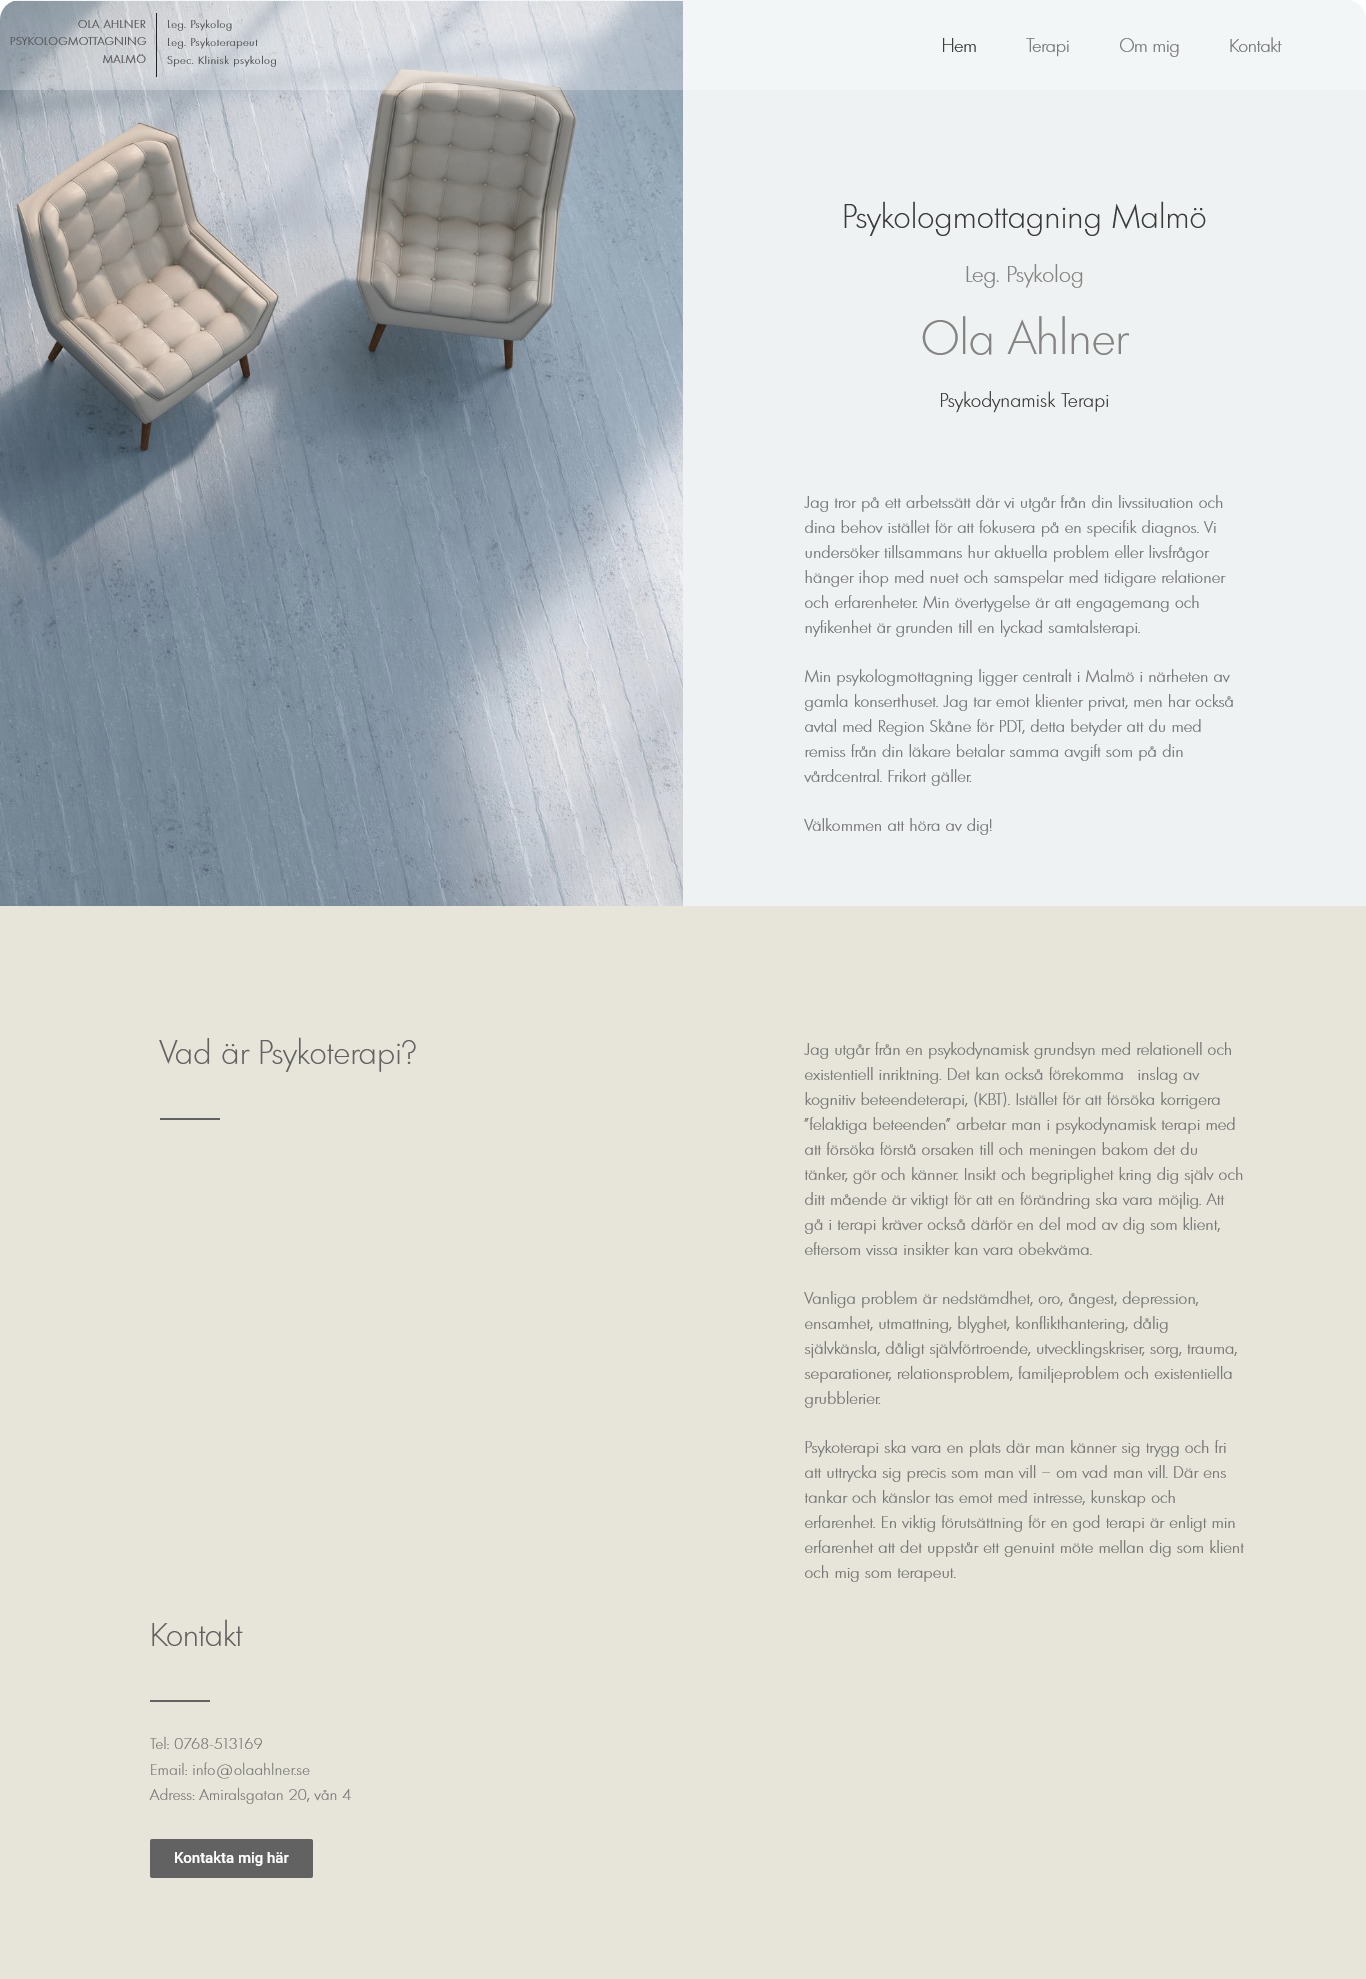 OLA AHLNER
PSYKOLOGMOTTAGNING
MALMÖ
Leg. Psykolog
Leg. Psykoterapeut
Spec. Klinisk psykolog
Hem
Terapi
Om mig
Kontakt
Psykologmottagning Malmö
Leg. Psykolog
Ola Ahlner
Psykodynamisk Terapi
Jag tror på ett arbetssätt där vi utgår från din livssituation och
dina behov istället för att fokusera på en specifik diagnos. Vi
undersöker tillsammans hur aktuella problem eller livsfrågor
hänger ihop med nuet och samspelar med tidigare relationer
och erfarenheter. Min övertygelse är att engagemang och
nyfikenhet är grunden till en lyckad samtalsterapi.
Min psykologmottagning ligger centralt i Malmö i närheten av
gamla konserthuset. Jag tar emot klienter privat, men har också
avtal med Region Skåne för PDT, detta betyder att du med
remiss från din läkare betalar samma avgift som på din
vårdcentral. Frikort gäller.
Välkommen att höra av dig!
Vad är Psykoterapi?
Jag utgår från en psykodynamisk grundsyn med relationell och
existentiell inriktning. Det kan också förekomma   inslag av
kognitiv beteendeterapi, (KBT). Istället för att försöka korrigera
”felaktiga beteenden” arbetar man i psykodynamisk terapi med
att försöka förstå orsaken till och meningen bakom det du
tänker, gör och känner. Insikt och begriplighet kring dig själv och
ditt mående är viktigt för att en förändring ska vara möjlig. Att
gå i terapi kräver också därför en del mod av dig som klient,
eftersom vissa insikter kan vara obekväma.
Vanliga problem är nedstämdhet, oro, ångest, depression,
ensamhet, utmattning, blyghet, konflikthantering, dålig
självkänsla, dåligt självförtroende, utvecklingskriser, sorg, trauma,
separationer, relationsproblem, familjeproblem och existentiella
grubblerier.
Psykoterapi ska vara en plats där man känner sig trygg och fri
att uttrycka sig precis som man vill – om vad man vill. Där ens
tankar och känslor tas emot med intresse, kunskap och
erfarenhet. En viktig förutsättning för en god terapi är enligt min
erfarenhet att det uppstår ett genuint möte mellan dig som klient
och mig som terapeut.
Kontakt
Tel: 0768-513169
Email: info@olaahlner.se
Adress: Amiralsgatan 20, vån 4
Kontakta mig här